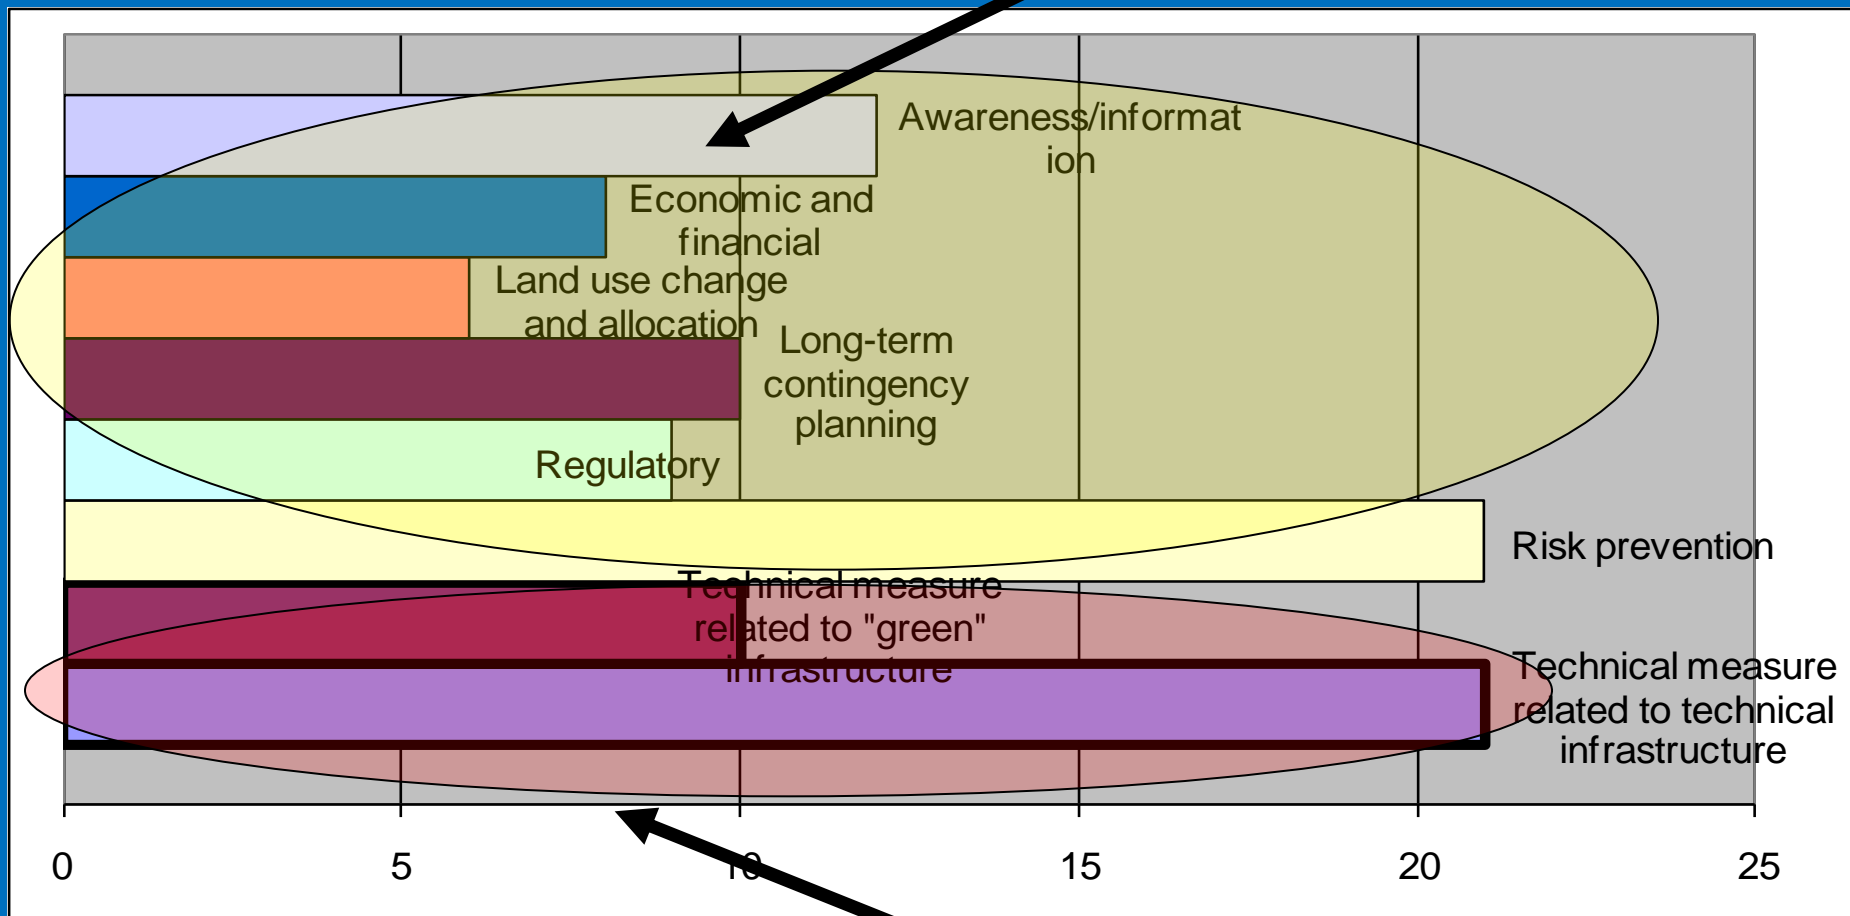 Awareness/informat
ion
Economic and
financial
Land use change
and allocation
Long-term
contingency
planning
Regulatory
Risk prevention
Technical measure
related to "green"
infrastructure
Technical measure
related to technical
infrastructure
0 5 10 15 20 25